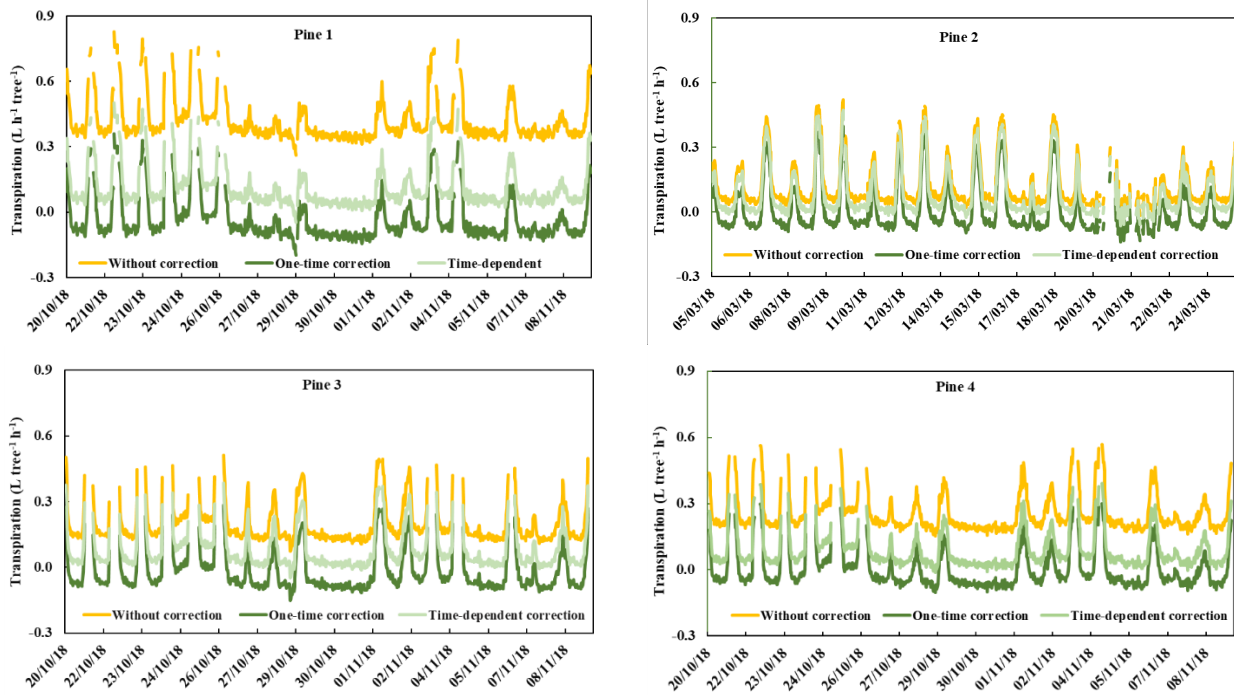 Pine 1
Transpiration (L h⁻¹ tree⁻¹)
0.9
0.6
0.3
0.0
-0.3
Without correction One-time correction Time-dependent
20/10/18 22/10/18 23/10/18 24/10/18 26/10/18 27/10/18 29/10/18 30/10/18 01/11/18 02/11/18 04/11/18 05/11/18 07/11/18 08/11/18
Pine 2
Transpiration (L tree⁻¹ h⁻¹)
0.9
0.6
0.3
0.0
-0.3
Without correction One-time correction Time-dependent correction
05/03/18 06/03/18 08/03/18 09/03/18 11/03/18 12/03/18 14/03/18 15/03/18 17/03/18 18/03/18 20/03/18 21/03/18 22/03/18 24/03/18
Pine 3
Transpiration (L tree⁻¹ h⁻¹)
0.9
0.6
0.3
0.0
-0.3
Without correction One-time correction Time-dependent correction
20/10/18 22/10/18 23/10/18 24/10/18 26/10/18 27/10/18 29/10/18 30/10/18 01/11/18 02/11/18 04/11/18 05/11/18 07/11/18 08/11/18
Pine 4
Transpiration (L tree⁻¹ h⁻¹)
0.9
0.6
0.3
0.0
-0.3
Without correction One-time correction Time-dependent correction
20/10/18 22/10/18 23/10/18 24/10/18 26/10/18 27/10/18 29/10/18 30/10/18 01/11/18 02/11/18 04/11/18 05/11/18 07/11/18 08/11/18